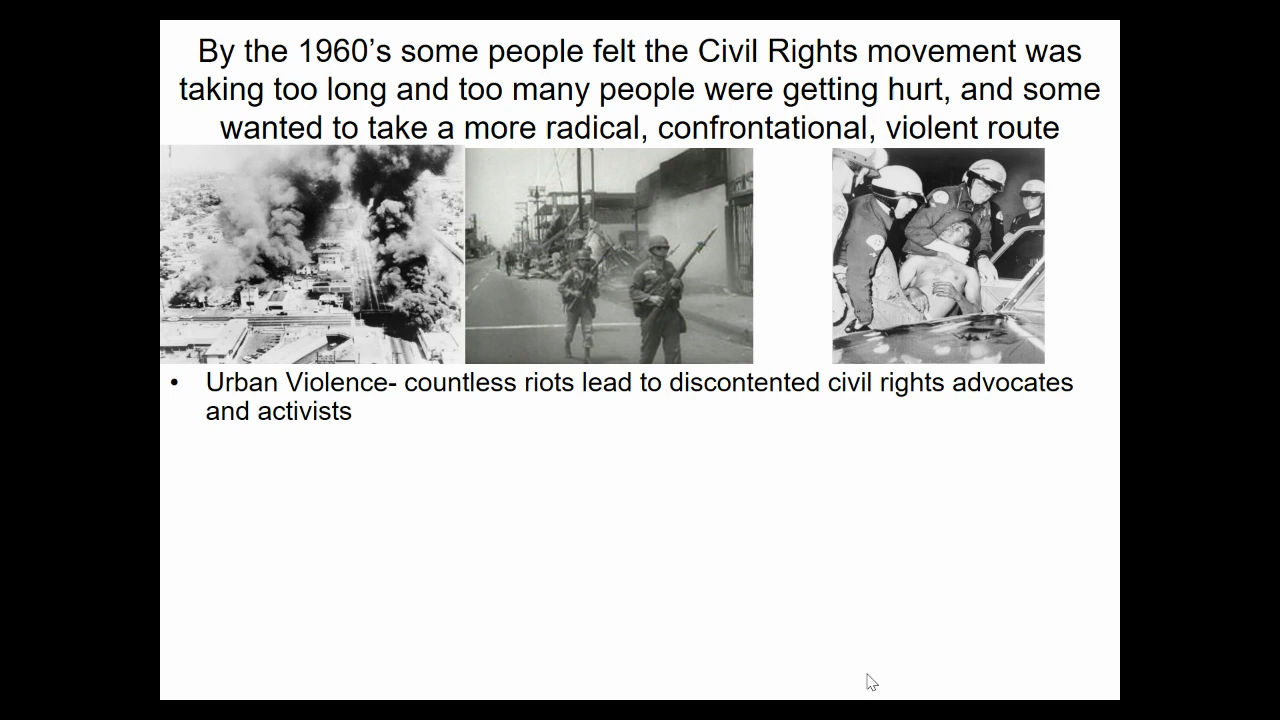 By the 1960’s some people felt the Civil Rights movement was
taking too long and too many people were getting hurt, and some
wanted to take a more radical, confrontational, violent route
• Urban Violence- countless riots lead to discontented civil rights advocates
and activists